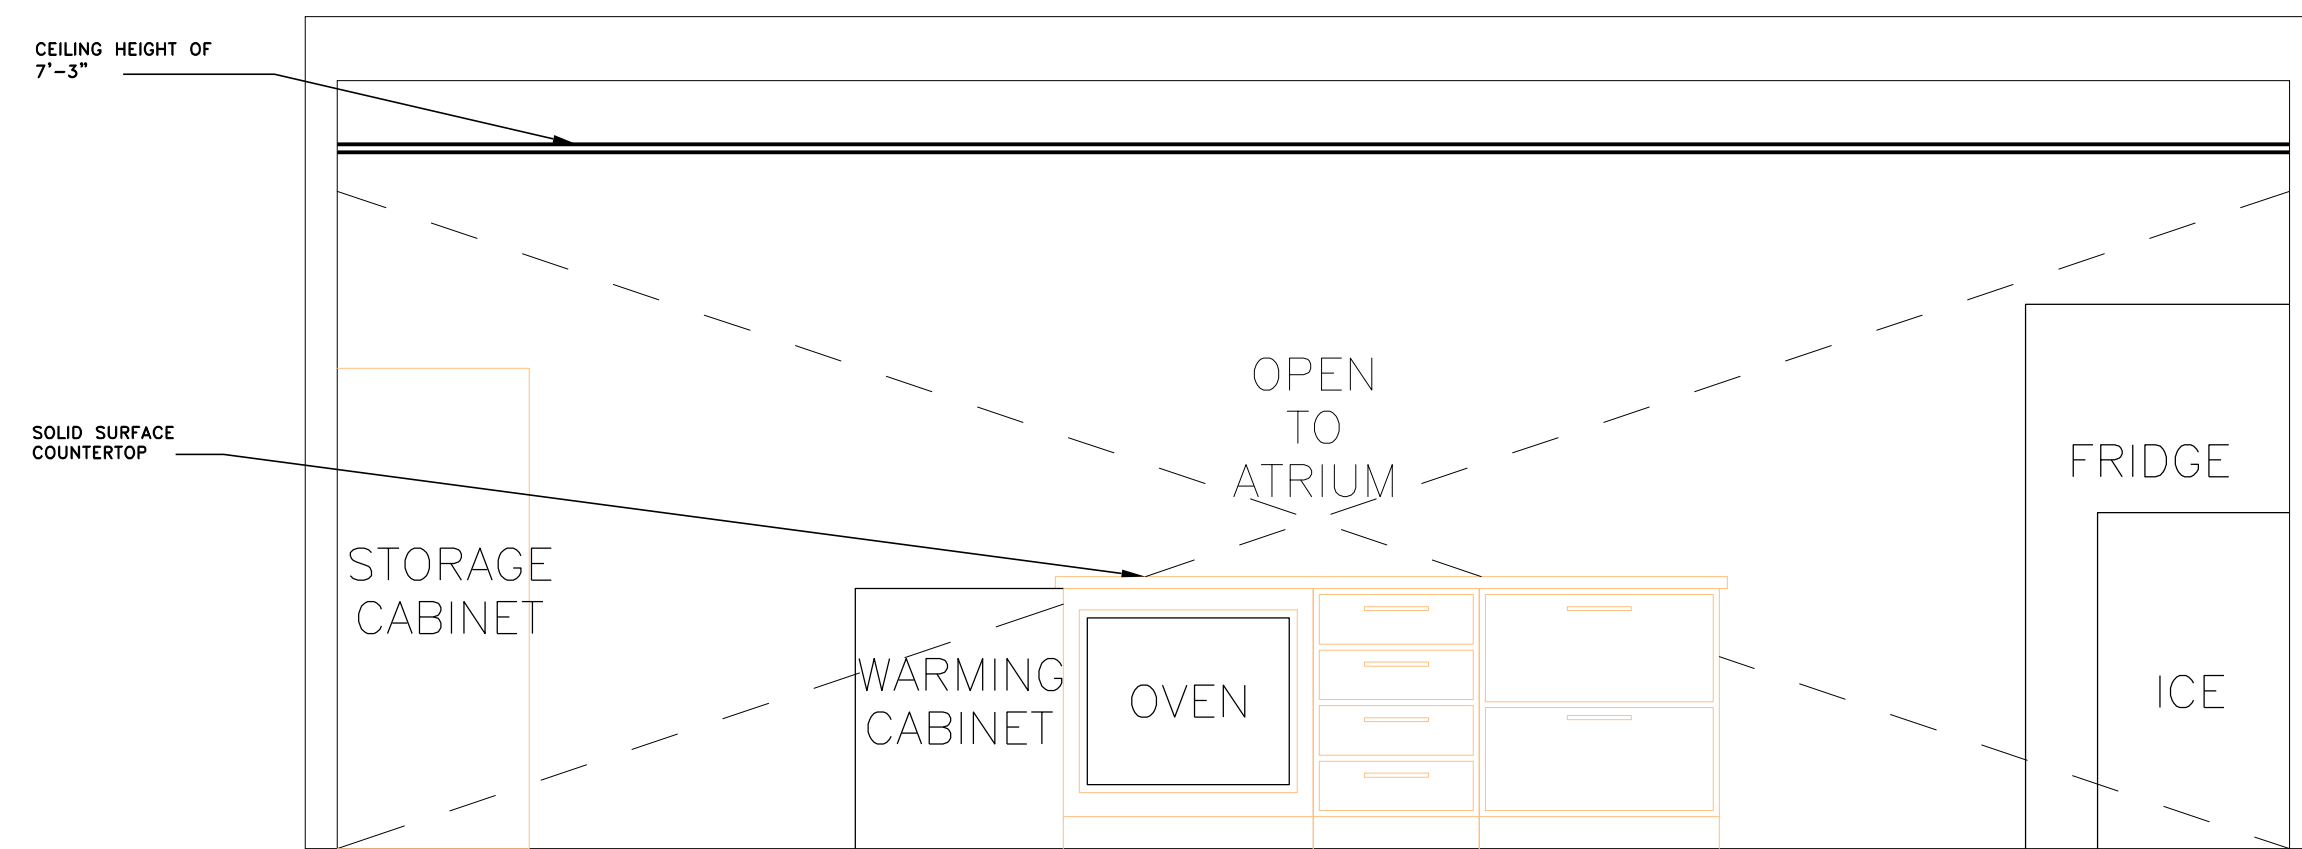 CEILING HEIGHT OF
7'-3"
OPEN
TO
ATRIUM
SOLID SURFACE
COUNTERTOP
FRIDGE
STORAGE
CABINET
WARMING
CABINET
OVEN
ICE